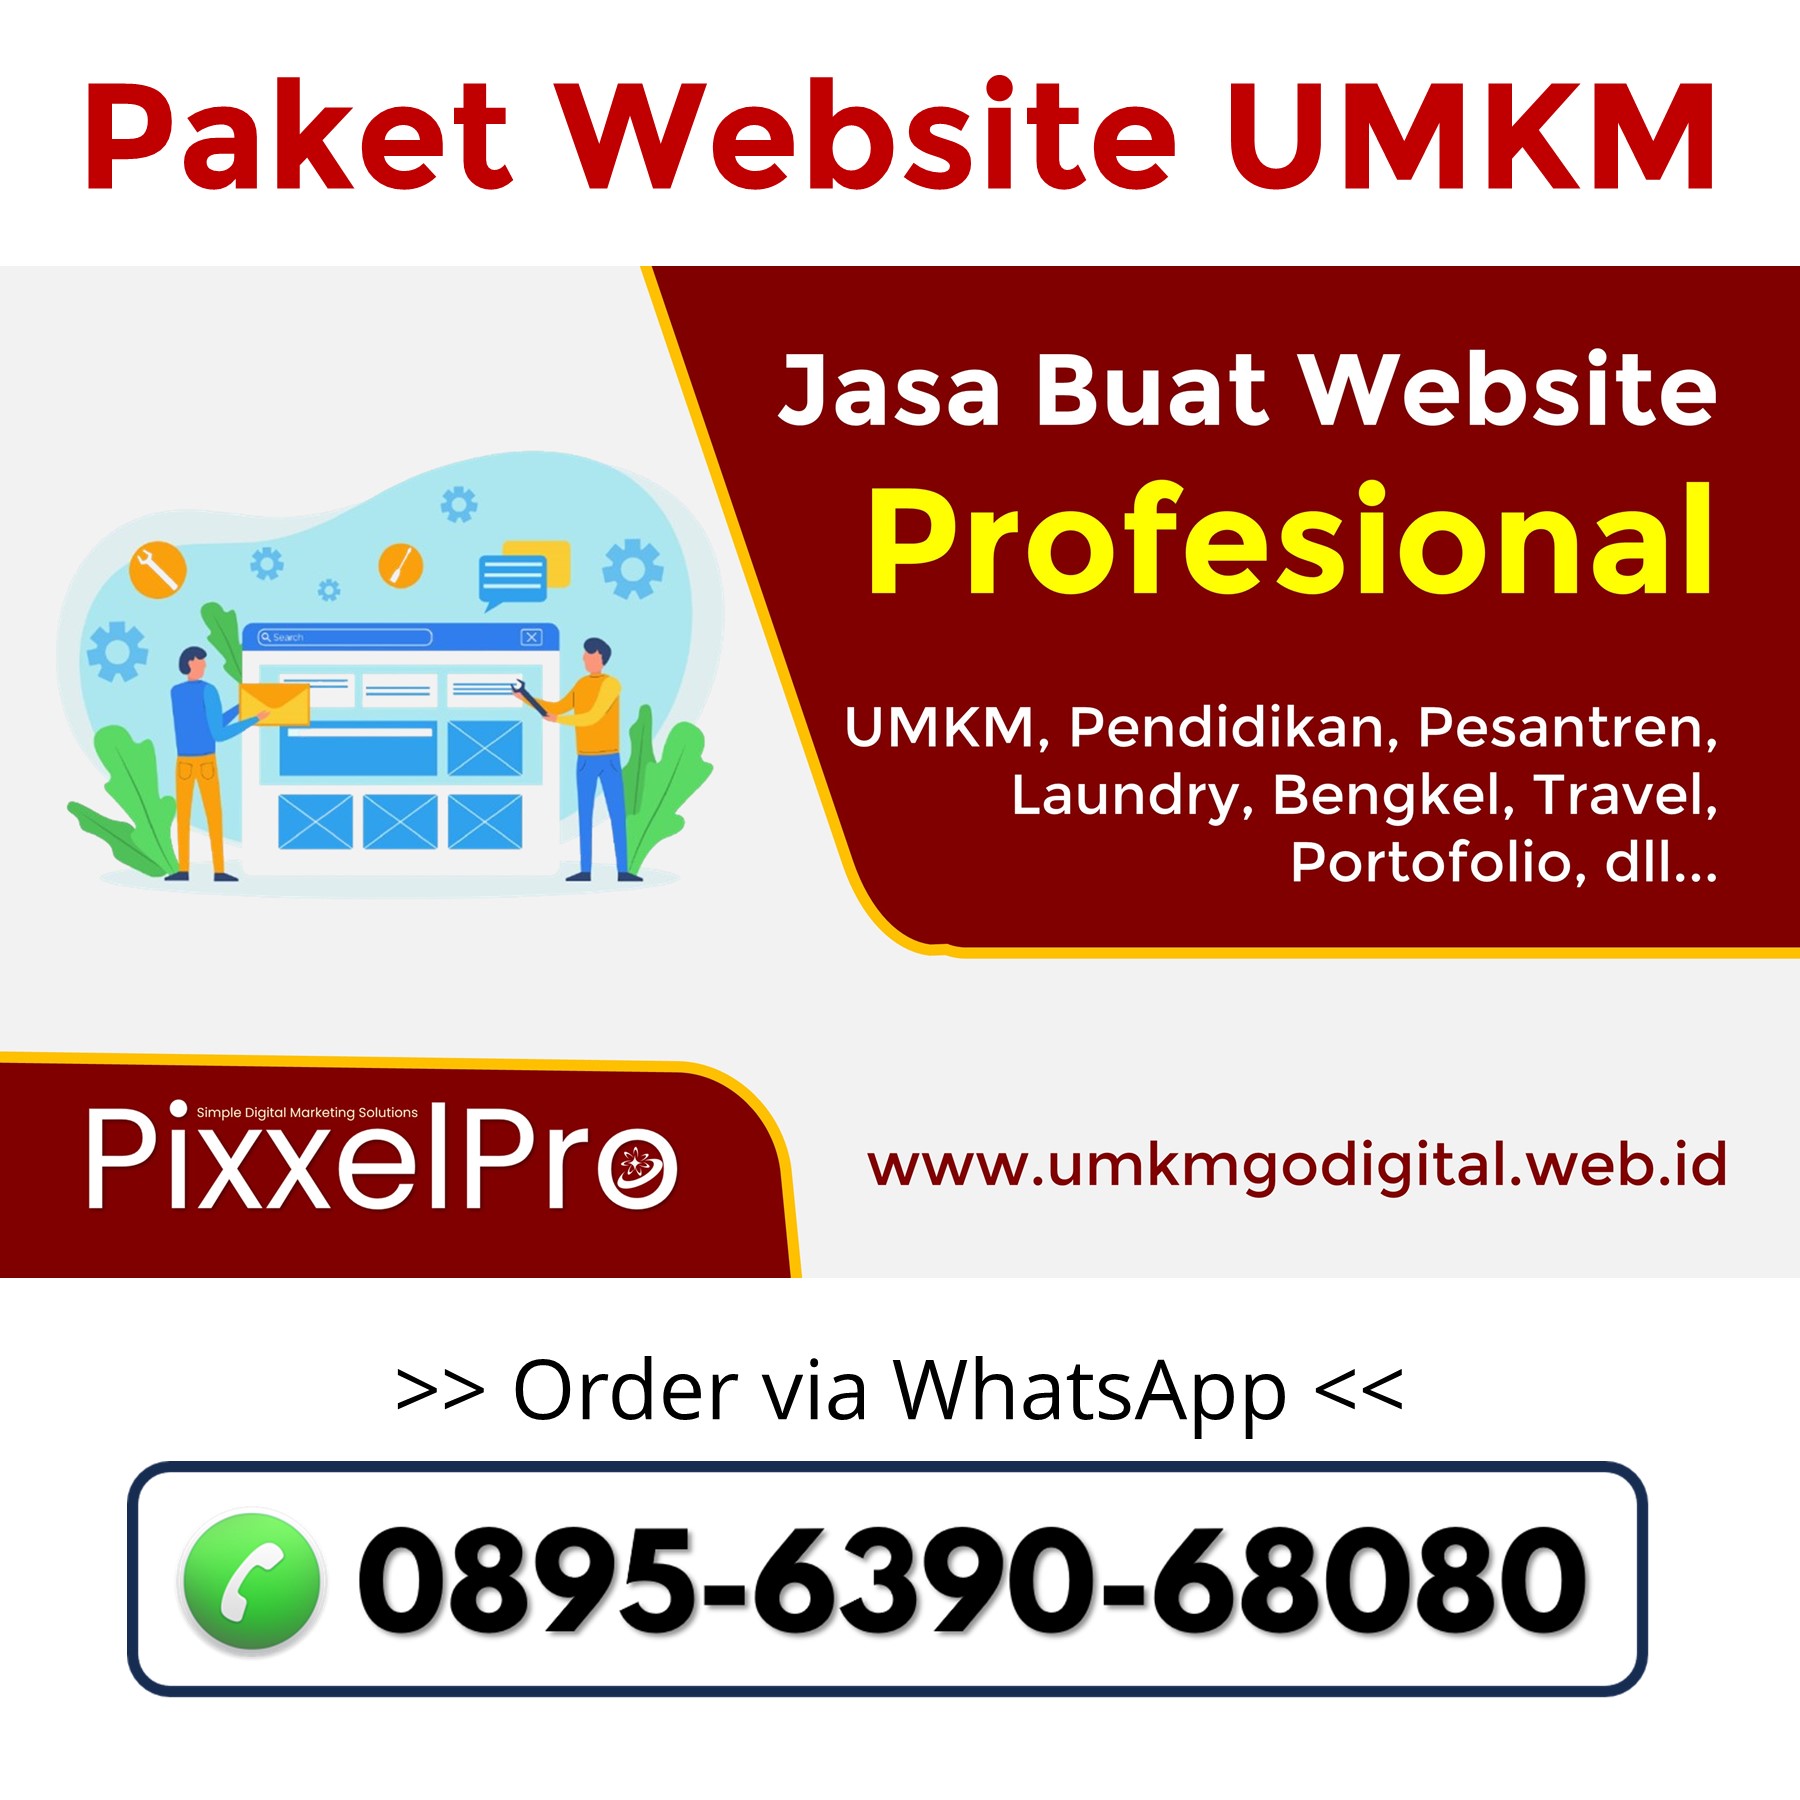 Paket Website UMKM
Jasa Buat Website
Profesional
Search
UMKM, Pendidikan, Pesantren,
Laundry, Bengkel, Travel,
Portofolio, dll...
Simple Digital Marketing Solutions
PixxelPro
www.umkmgodigital.web.id
>> Order via WhatsApp <<
0895-6390-68080